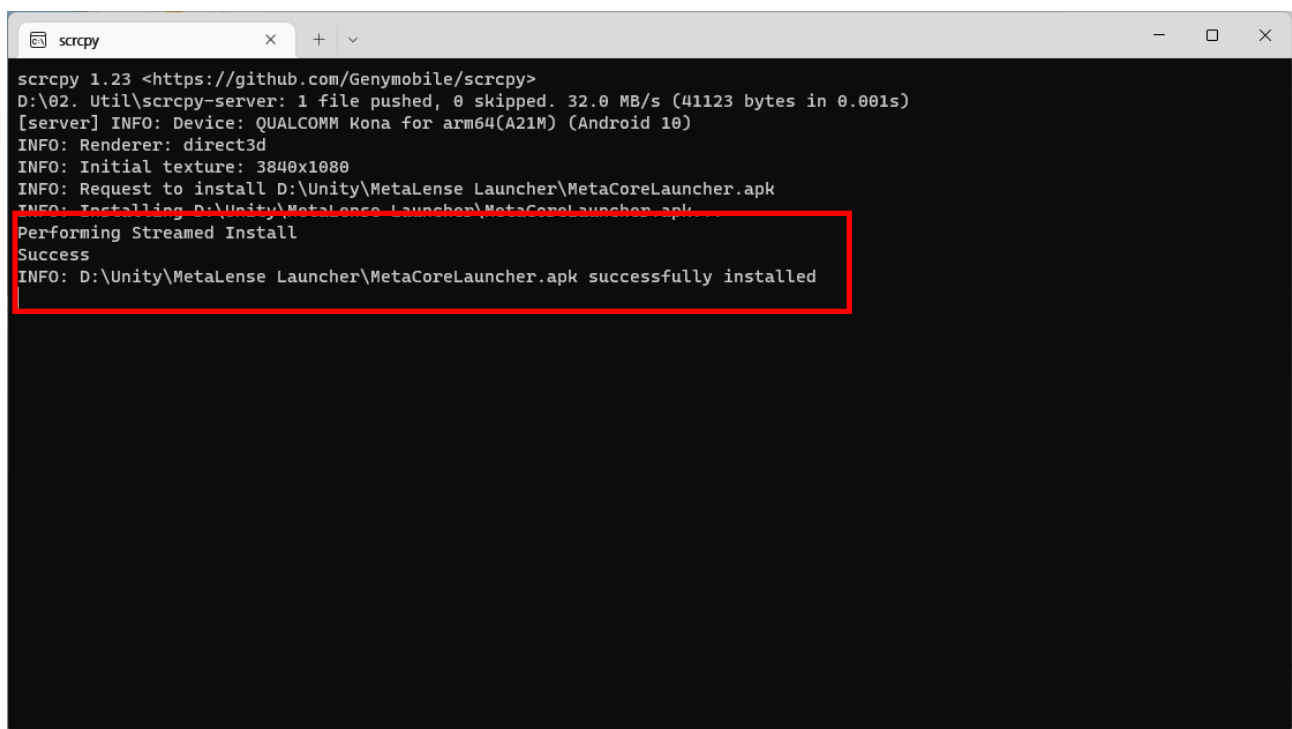 scrcpy
scrcpy 1.23 <https://github.com/Genymobile/scrcpy>
D:\02. Util\scrcpy-server: 1 file pushed, 0 skipped. 32.0 MB/s (41123 bytes in 0.001s)
[server] INFO: Device: QUALCOMM Kona for arm64(A21M) (Android 10)
INFO: Renderer: direct3d
INFO: Initial texture: 3840x1080
INFO: Request to install D:\Unity\MetaLense Launcher\MetaCoreLauncher.apk
INFO: Installing D:\Unity\MetaLense Launcher\MetaCoreLauncher.apk...
Performing Streamed Install
Success
INFO: D:\Unity\MetaLense Launcher\MetaCoreLauncher.apk successfully installed